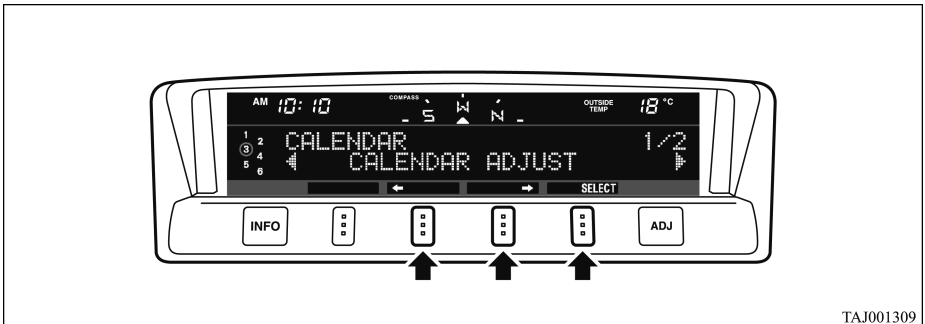 AM 10:10 COMPASS S W N OUTSIDE TEMP 18 °C
1 2 3 4 5 6
CALENDAR 1/2
CALENDAR ADJUST
← → SELECT
INFO ADJ
TAJ001309